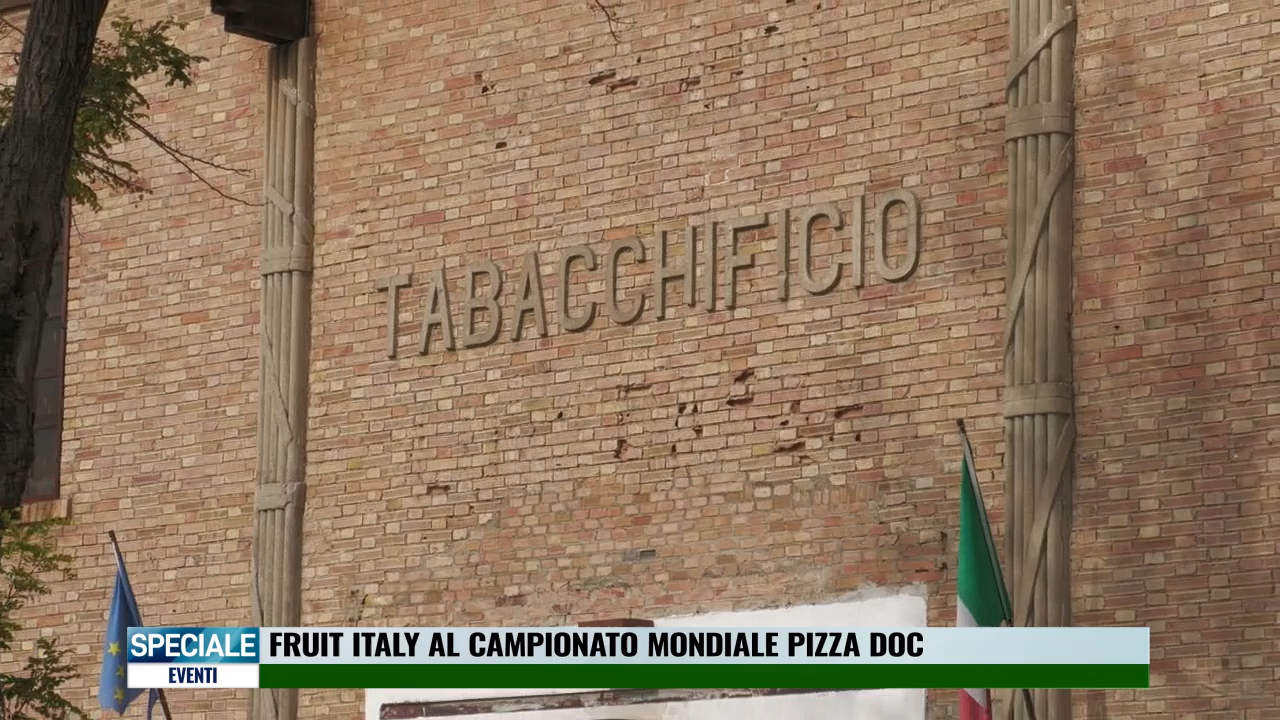 TABACCHIFICIO
SPECIALE
FRUIT ITALY AL CAMPIONATO MONDIALE PIZZA DOC
EVENTI